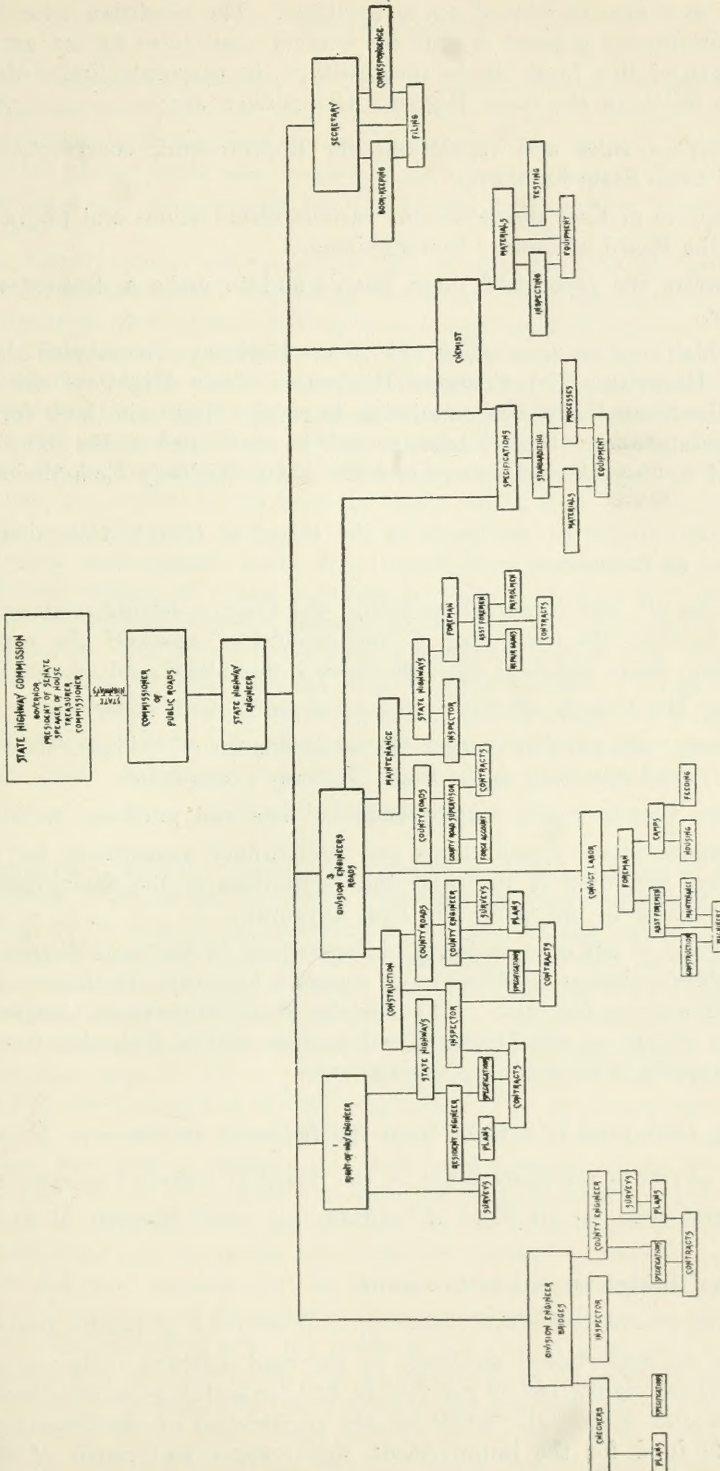 STATE HIGHWAY COMMISSION
GOVERNOR
PRESIDENT OF SENATE
SPEAKER OF HOUSE
TREASURER
COMMISSIONER
STATE
HIGHWAYS
COMMISSIONER
OF
PUBLIC ROADS
STATE HIGHWAY
ENGINEER
DIVISION ENGINEER
BRIDGES
CHECKERS
PLANS
SPECIFICATIONS
INSPECTOR
COUNTY ENGINEER
SPECIFICATIONS
SURVEYS
PLANS
CONTRACTS
1
RIGHT-OF-WAY ENGINEER
SURVEYS
3
DIVISION ENGINEERS
ROADS
CONSTRUCTION
STATE HIGHWAYS
RESIDENT ENGINEER
PLANS
SPECIFICATIONS
CONTRACTS
INSPECTOR
COUNTY ROADS
COUNTY ENGINEER
SPECIFICATIONS
SURVEYS
PLANS
CONTRACTS
MAINTENANCE
COUNTY ROADS
COUNTY ROAD SUPERVISOR
FORCE ACCOUNT
CONTRACTS
INSPECTOR
STATE HIGHWAYS
FOREMAN
ASST FOREMEN
REPAIR GANGS
PATROLMEN
CONTRACTS
CONVICT LABOR
FOREMAN
ASST FOREMEN
CONSTRUCTION
MAINTENANCE
MACHINERY
CAMPS
HOUSING
FEEDING
CHEMIST
SPECIFICATIONS
STANDARDIZING
MATERIALS
PROCESSES
EQUIPMENT
MATERIALS
INSPECTING
TESTING
EQUIPMENT
SECRETARY
BOOK-KEEPING
CORRESPONDENCE
FILING